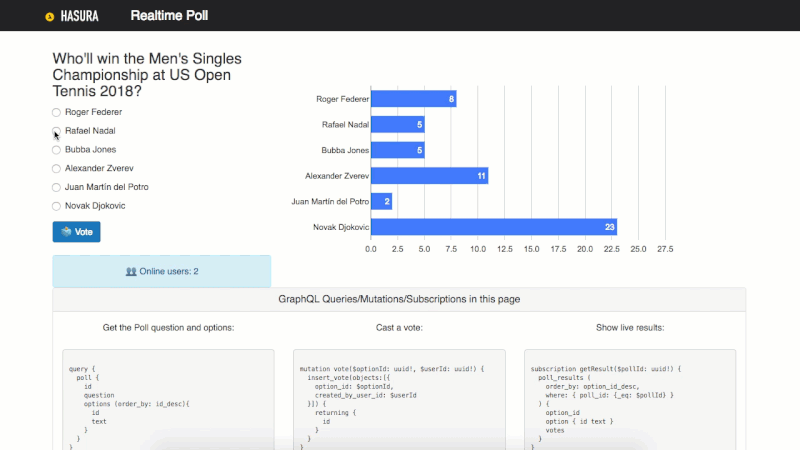 HASURA Realtime Poll
Who'll win the Men's Singles
Championship at US Open
Tennis 2018?
Roger Federer
Rafael Nadal
Bubba Jones
Alexander Zverev
Juan Martín del Potro
Novak Djokovic
Vote
Online users: 2
Roger Federer 8
Rafael Nadal 5
Bubba Jones 5
Alexander Zverev 11
Juan Martín del Potro 2
Novak Djokovic 23
0.0 2.5 5.0 7.5 10.0 12.5 15.0 17.5 20.0 22.5 25.0 27.5
GraphQL Queries/Mutations/Subscriptions in this page
Get the Poll question and options:
query {
poll {
id
question
options (order_by: id_desc){
id
text
}
}
}
Cast a vote:
mutation vote($optionId: uuid!, $userId: uuid!) {
insert_vote(objects:[{
option_id: $optionId,
created_by_user_id: $userId
}]) {
returning {
id
}
}
}
Show live results:
subscription getResult($pollId: uuid!) {
poll_results (
order_by: option_id_desc,
where: { poll_id: {_eq: $pollId} }
) {
option_id
option { id text }
votes
}
}